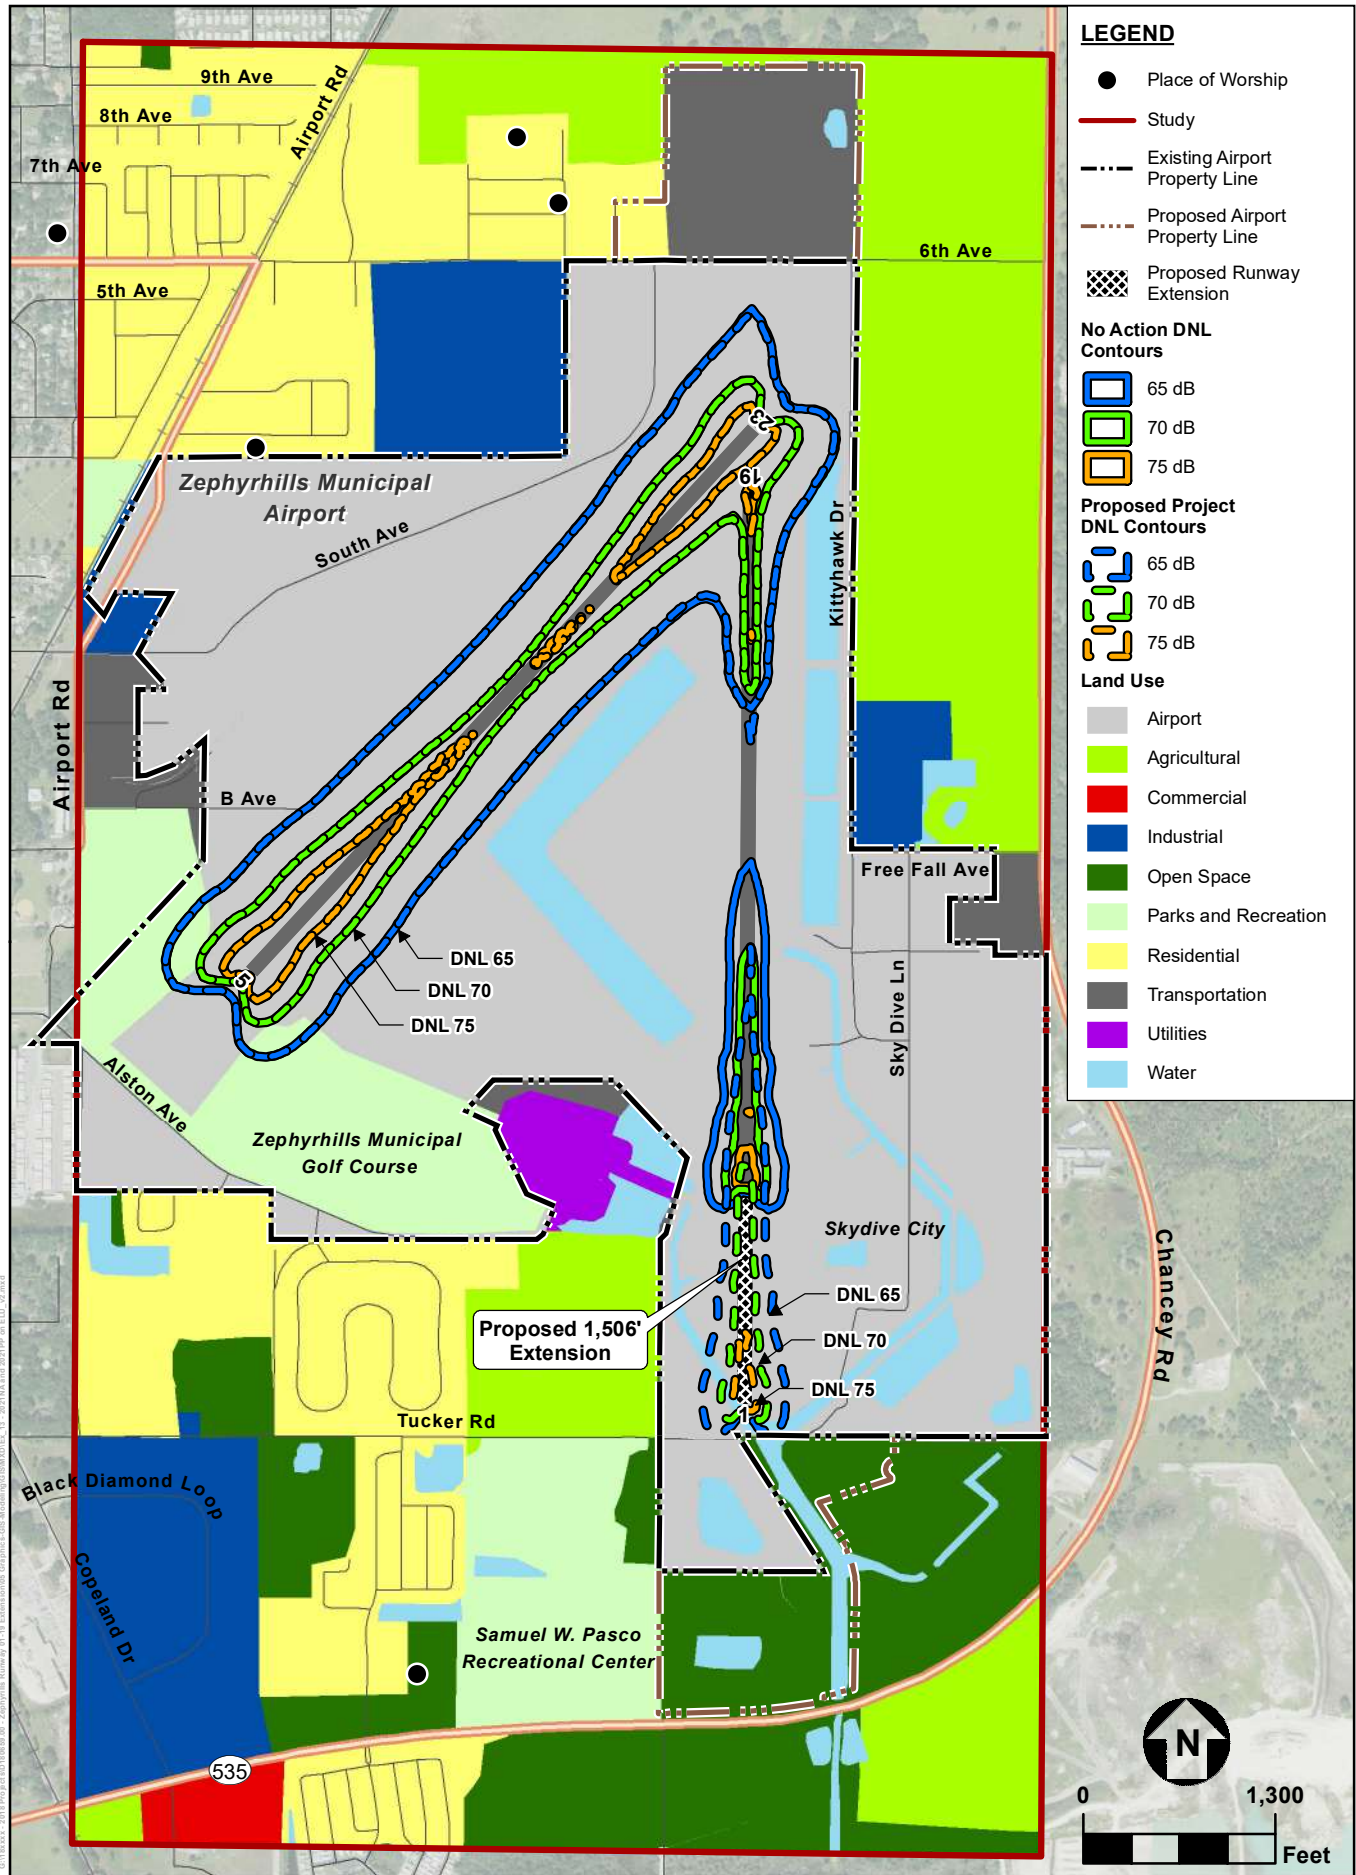 LEGEND
Place of Worship
Study
Existing Airport
Property Line
Proposed Airport
Property Line
Proposed Runway
Extension
No Action DNL
Contours
65 dB
70 dB
75 dB
Proposed Project
DNL Contours
65 dB
70 dB
75 dB
Land Use
Airport
Agricultural
Commercial
Industrial
Open Space
Parks and Recreation
Residential
Transportation
Utilities
Water
9th Ave
8th Ave
Airport Rd
7th Ave
6th Ave
5th Ave
23
19
Zephyrhills Municipal
Airport
South Ave
Kittyhawk Dr
Airport Rd
B Ave
Free Fall Ave
DNL 65
DNL 70
DNL 75
5
Sky Dive Ln
Alston Ave
Zephyrhills Municipal
Golf Course
Skydive City
Chancey Rd
DNL 65
DNL 70
DNL 75
Proposed 1,506'
Extension
1
Tucker Rd
Black Diamond Loop
Copeland Dr
Samuel W. Pasco
Recreational Center
535
N
0
1,300
Feet